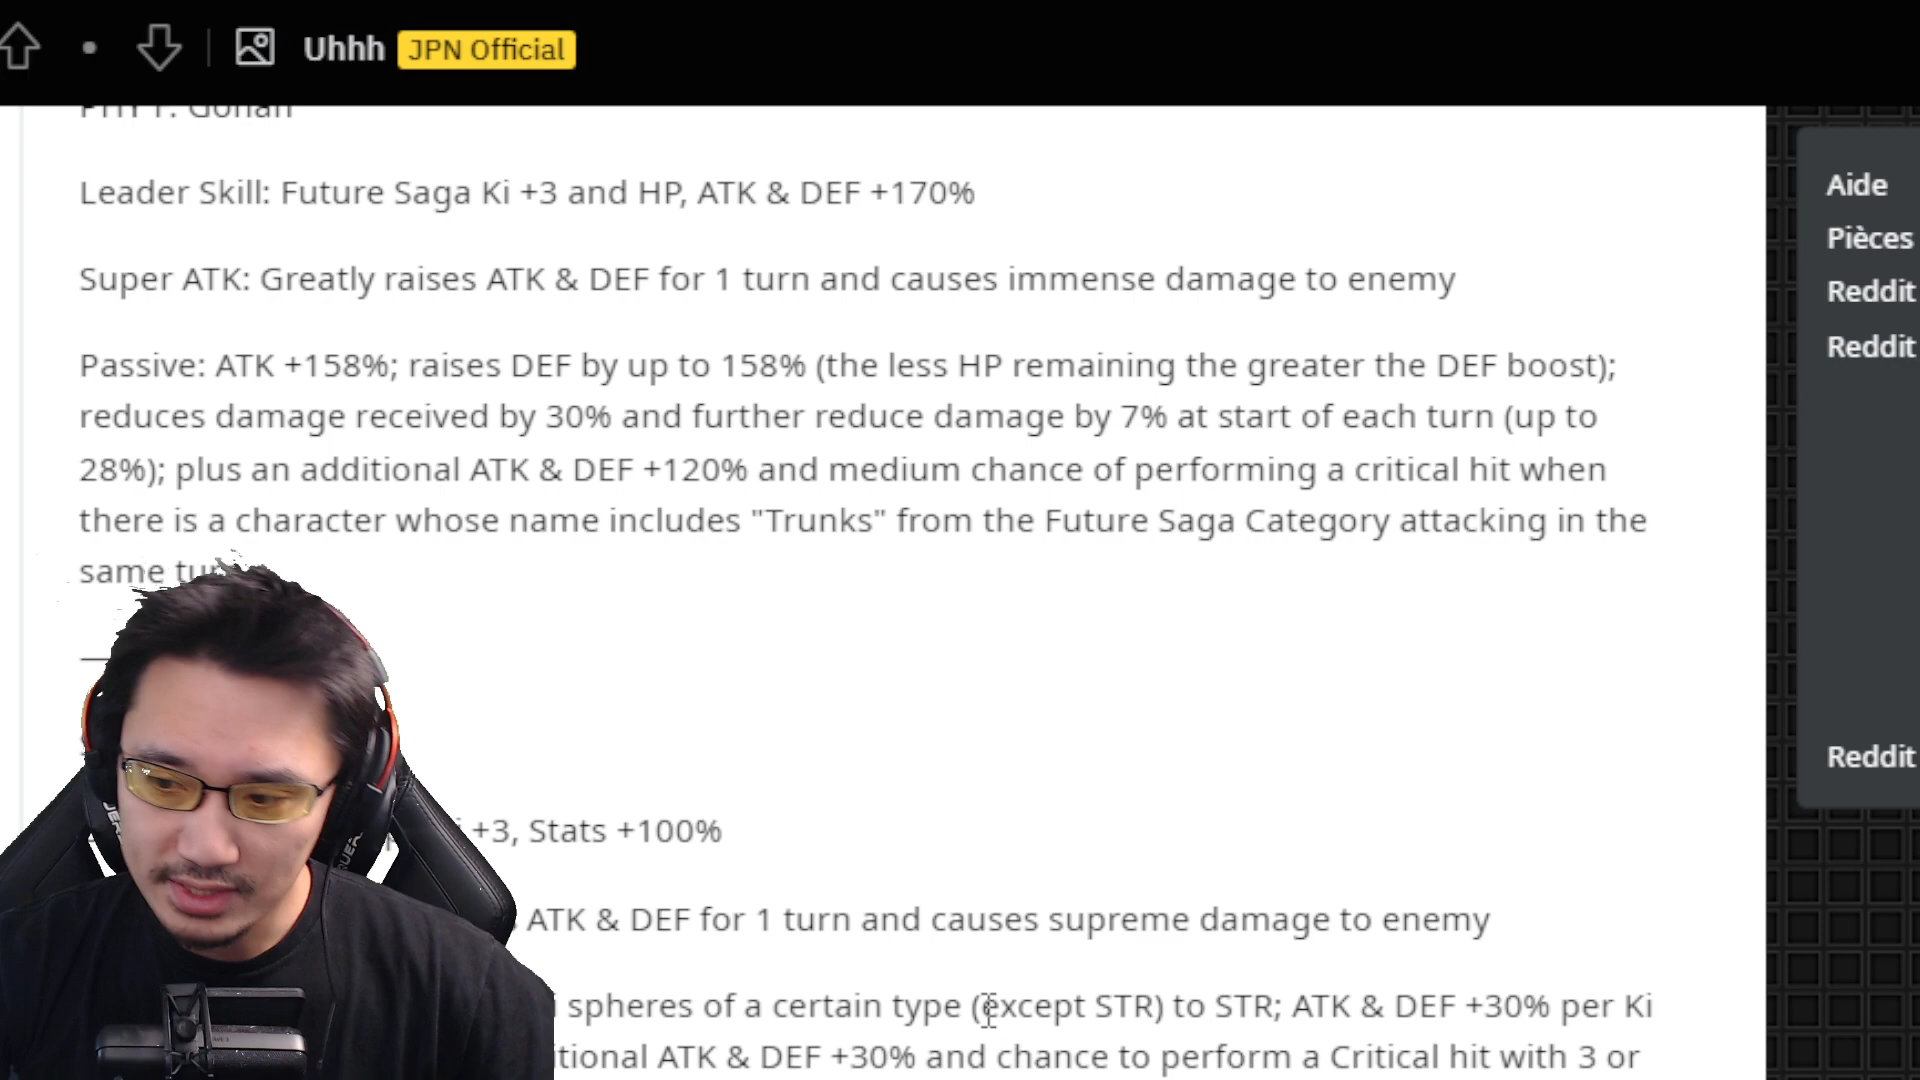 Uhhh JPN Official
Gohan
Leader Skill: Future Saga Ki +3 and HP, ATK & DEF +170%
Super ATK: Greatly raises ATK & DEF for 1 turn and causes immense damage to enemy
Passive: ATK +158%; raises DEF by up to 158% (the less HP remaining the greater the DEF boost);
reduces damage received by 30% and further reduce damage by 7% at start of each turn (up to
28%); plus an additional ATK & DEF +120% and medium chance of performing a critical hit when
there is a character whose name includes "Trunks" from the Future Saga Category attacking in the
same
+3, Stats +100%
ATK & DEF for 1 turn and causes supreme damage to enemy
spheres of a certain type (except STR) to STR; ATK & DEF +30% per Ki
ATK & DEF +30% and chance to perform a Critical hit with 3 or
Aide
Pièces
Reddit
Reddit
Reddit